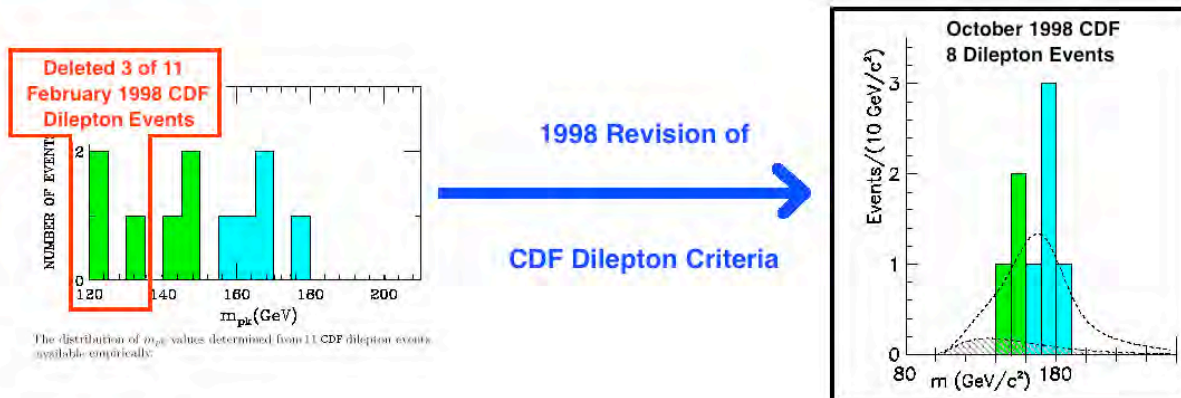 Deleted 3 of 11
February 1998 CDF
Dilepton Events
NUMBER OF EVENTS
2
0
120 140 160 180 200
m_pk(GeV)
The distribution of m_pk values determined from 11 CDF dilepton events
available empirically.
1998 Revision of
CDF Dilepton Criteria
October 1998 CDF
8 Dilepton Events
Events/(10 GeV/c²)
3
2
1
0
80 m (GeV/c²) 180